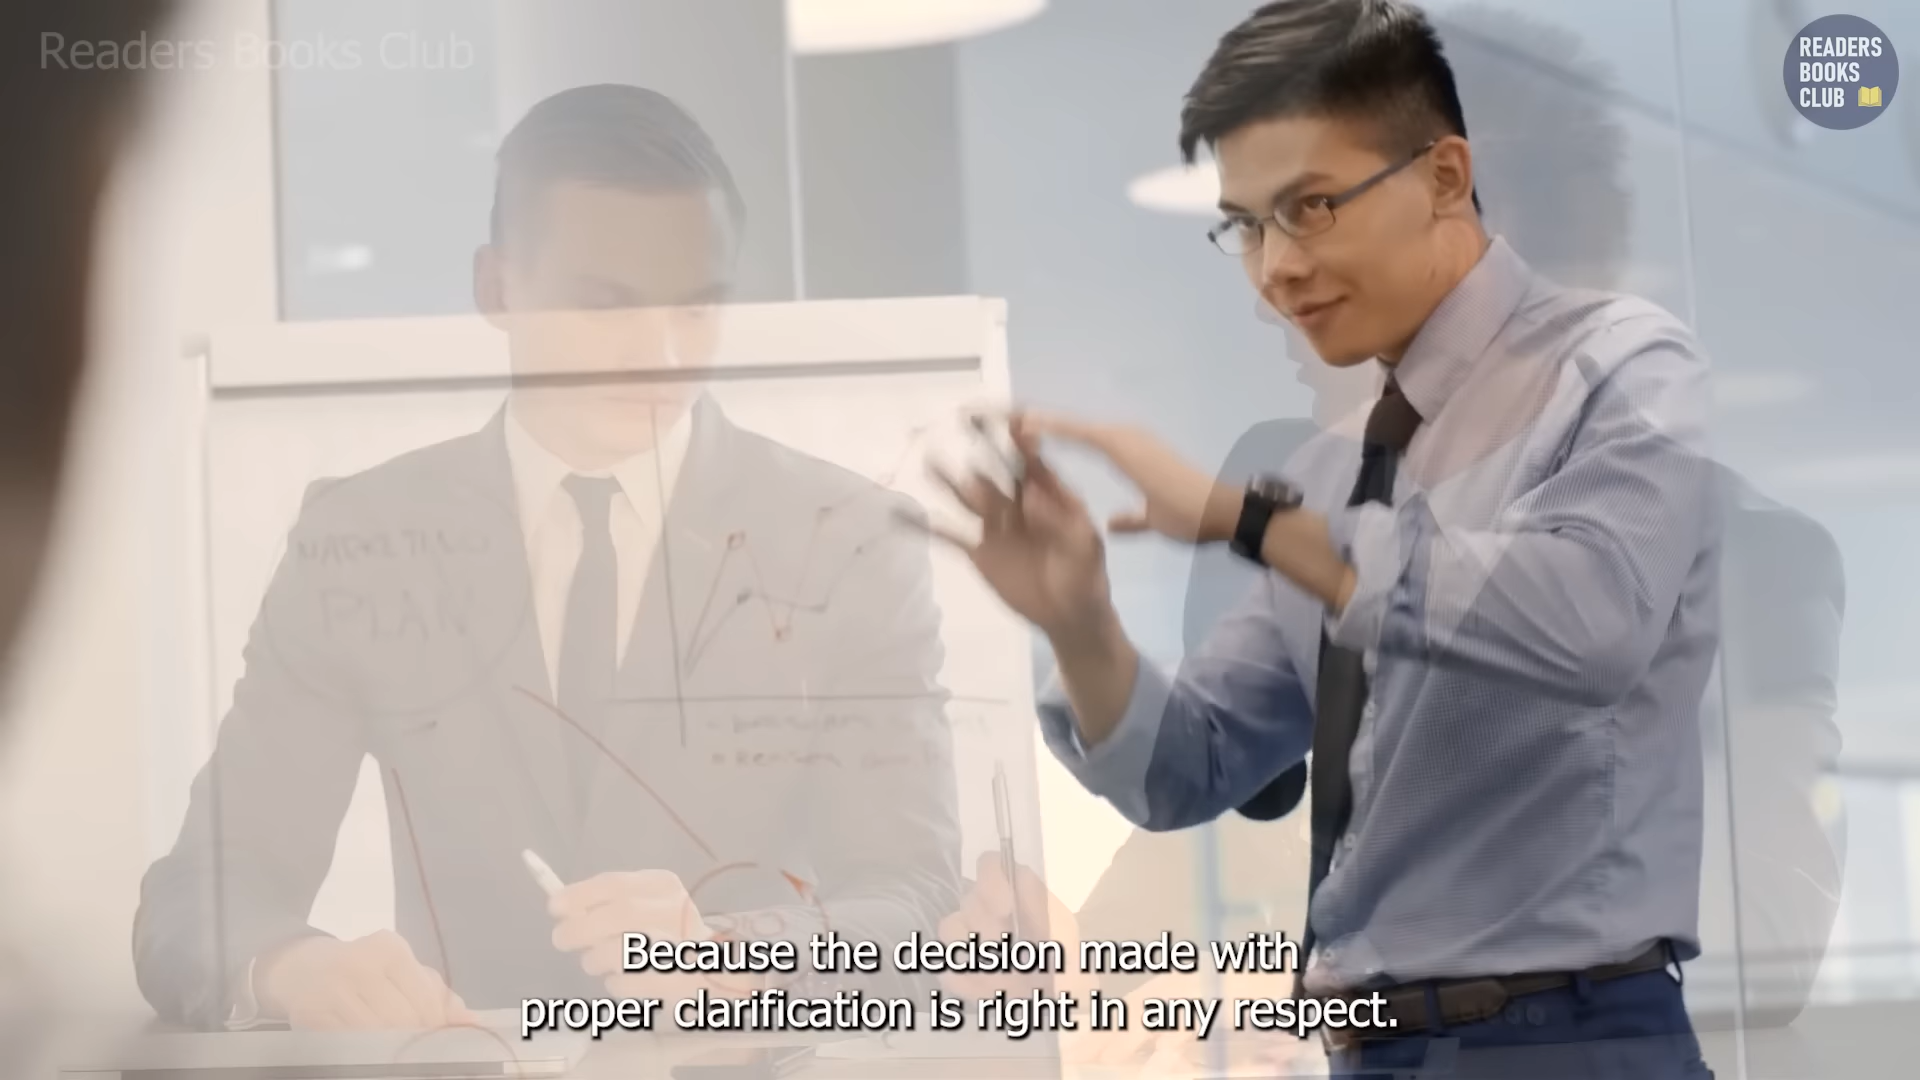 Readers Books Club
READERS
BOOKS
CLUB
MARKETING
PLAN
Because the decision made with
proper clarification is right in any respect.